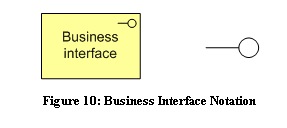 Business
interface
Figure 10: Business Interface Notation